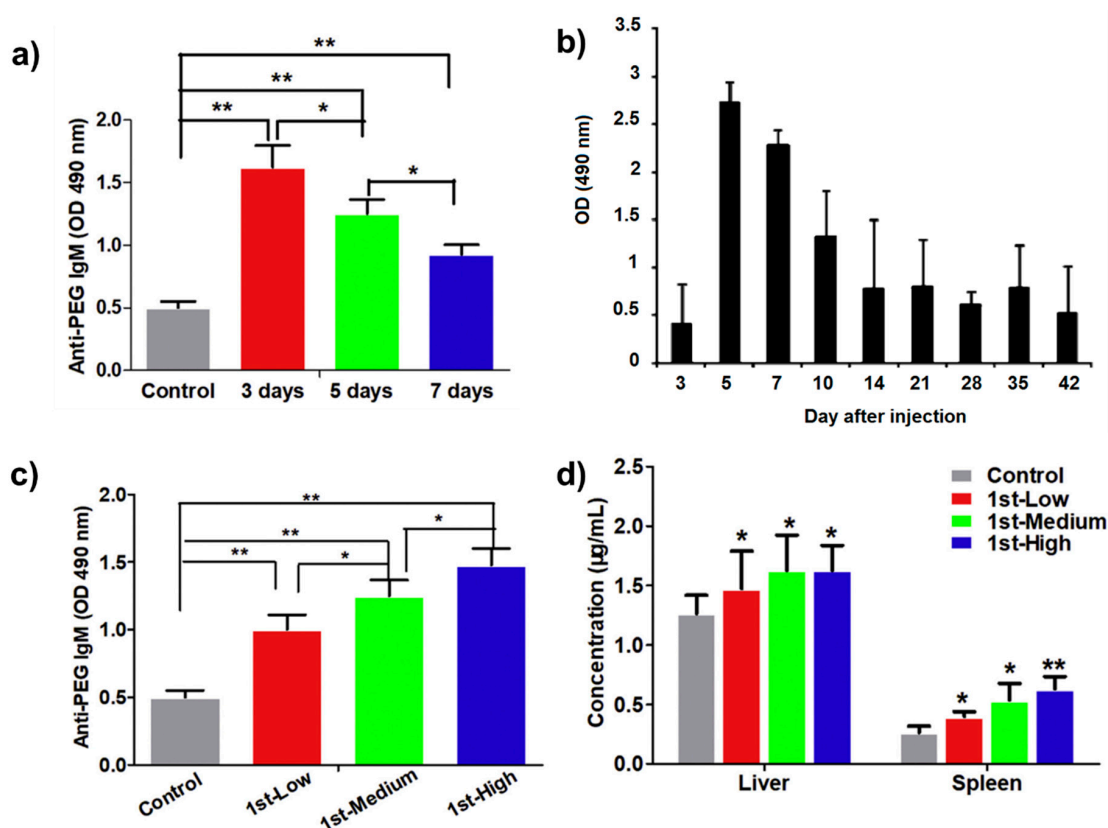 a)
**
**
**
*
*
2.0
1.5
1.0
0.5
0.0
Anti-PEG IgM (OD 490 nm)
Control 3 days 5 days 7 days
b)
3.5
3
2.5
2
1.5
1
0.5
0
OD (490 nm)
3 5 7 10 14 21 28 35 42
Day after injection
c)
**
**
*
**
*
2.0
1.5
1.0
0.5
0.0
Anti-PEG IgM (OD 490 nm)
Control 1st-Low 1st-Medium 1st-High
d)
2.5
2.0
1.5
1.0
0.5
0.0
Concentration (µg/mL)
Control
1st-Low
1st-Medium
1st-High
* * *
* * **
Liver Spleen